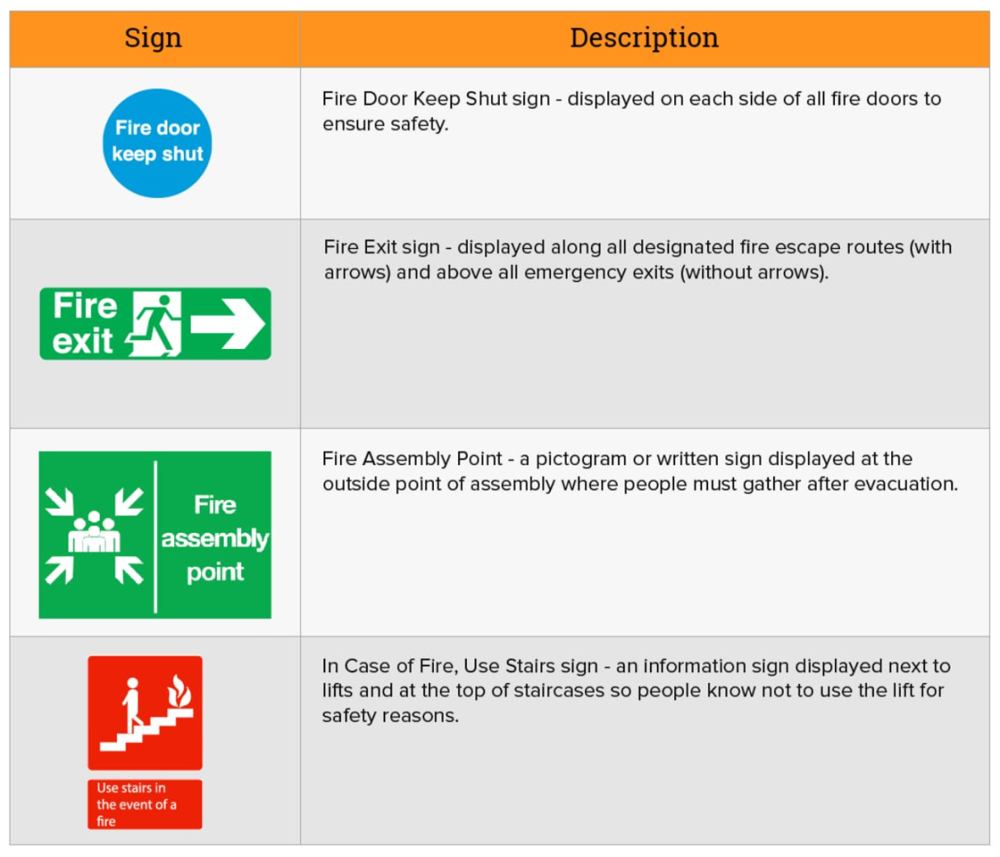 Sign
Description
Fire door
keep shut
Fire Door Keep Shut sign - displayed on each side of all fire doors to
ensure safety.
Fire
exit
Fire Exit sign - displayed along all designated fire escape routes (with
arrows) and above all emergency exits (without arrows).
Fire
assembly
point
Fire Assembly Point - a pictogram or written sign displayed at the
outside point of assembly where people must gather after evacuation.
Use stairs in
the event of a
fire
In Case of Fire, Use Stairs sign - an information sign displayed next to
lifts and at the top of staircases so people know not to use the lift for
safety reasons.